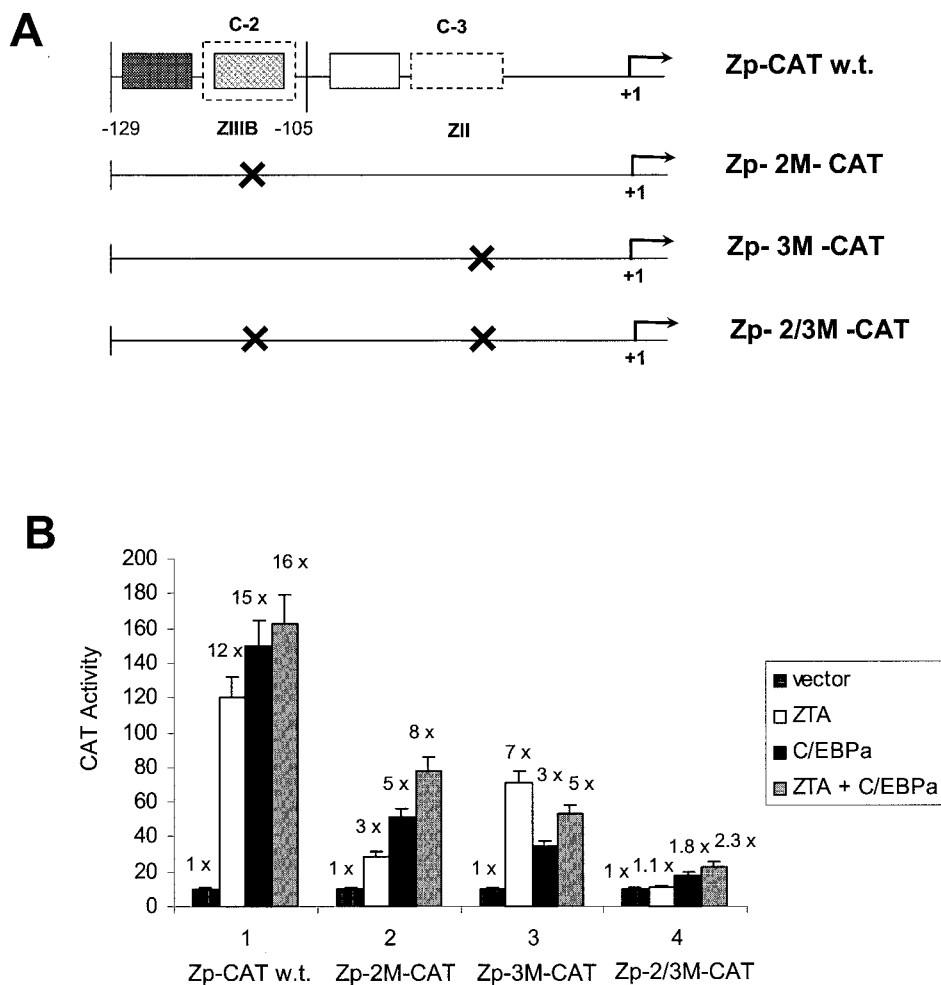 A
C-2
C-3
Zp-CAT w.t.
+1
-129
ZIIIB
-105
ZII
Zp- 2M- CAT
+1
Zp- 3M -CAT
+1
Zp- 2/3M -CAT
+1
B
CAT Activity
200
180
160
140
120
100
80
60
40
20
0
1 x
12 x
15 x
16 x
1 x
3 x
5 x
8 x
1 x
7 x
3 x
5 x
1 x
1.1 x
1.8 x
2.3 x
vector
ZTA
C/EBPa
ZTA + C/EBPa
1
2
3
4
Zp-CAT w.t.
Zp-2M-CAT
Zp-3M-CAT
Zp-2/3M-CAT